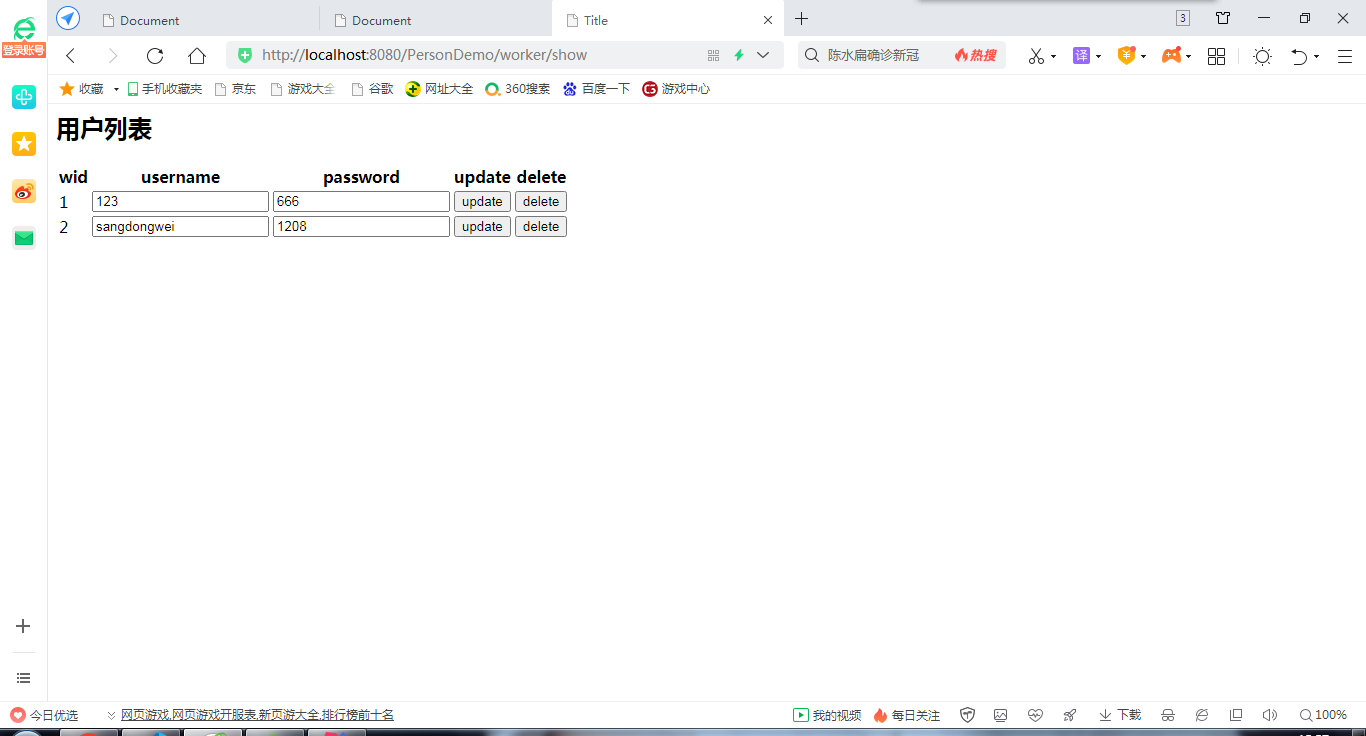 Document
Document
Title
3
登录账号
http://localhost:8080/PersonDemo/worker/show
陈水扁确诊新冠
热搜
译
收藏
手机收藏夹
京东
游戏大全
谷歌
网址大全
360搜索
百度一下
游戏中心
用户列表
wid username password update delete
1 123 666 update delete
2 sangdongwei 1208 update delete
今日优选
网页游戏,网页游戏开服表,新页游大全,排行榜前十名
我的视频
每日关注
下载
100%